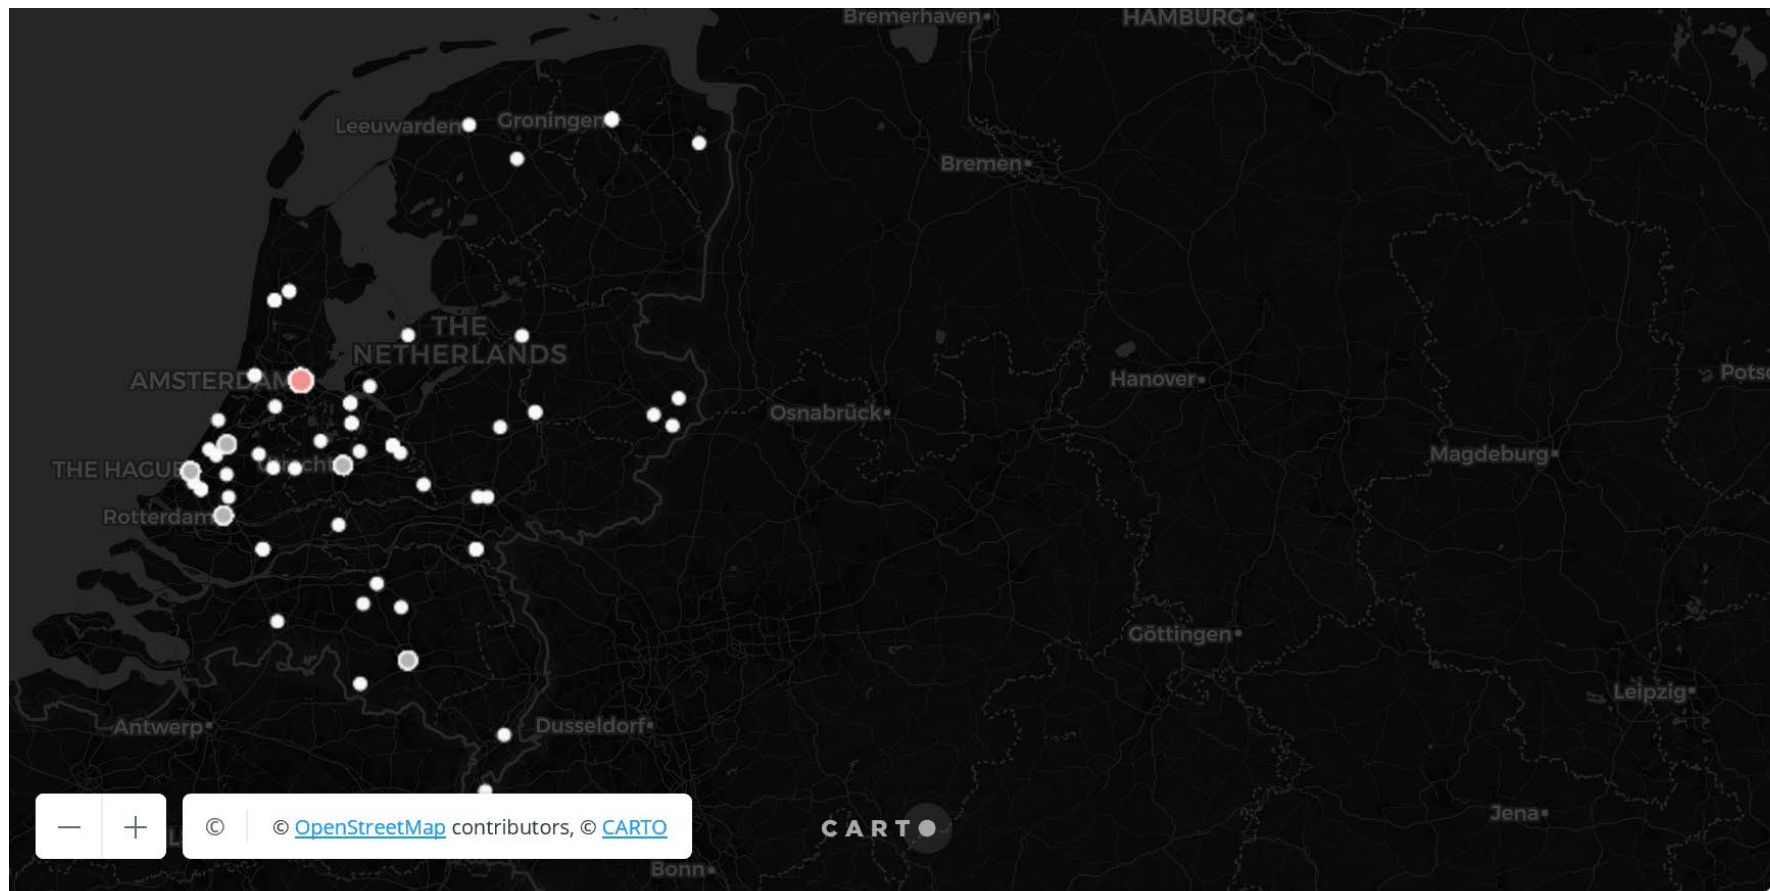 Bremerhaven
HAMBURG
Leeuwarden
Groningen
Bremen
THE
NETHERLANDS
AMSTERDAM
Hanover
Potsd
Osnabrück
THE HAGUE
Utrecht
Magdeburg
Rotterdam
Göttingen
Leipzig
Antwerp
Dusseldorf
Jena
− +
©
© OpenStreetMap contributors, © CARTO
L
CARTO
Bonn